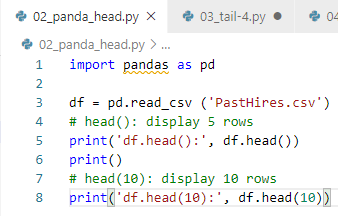 02_panda_head.py
03_tail-4.py
02_panda_head.py > ...
1 import pandas as pd
2
3 df = pd.read_csv ('PastHires.csv')
4 # head(): display 5 rows
5 print('df.head():', df.head())
6 print()
7 # head(10): display 10 rows
8 print('df.head(10):', df.head(10))